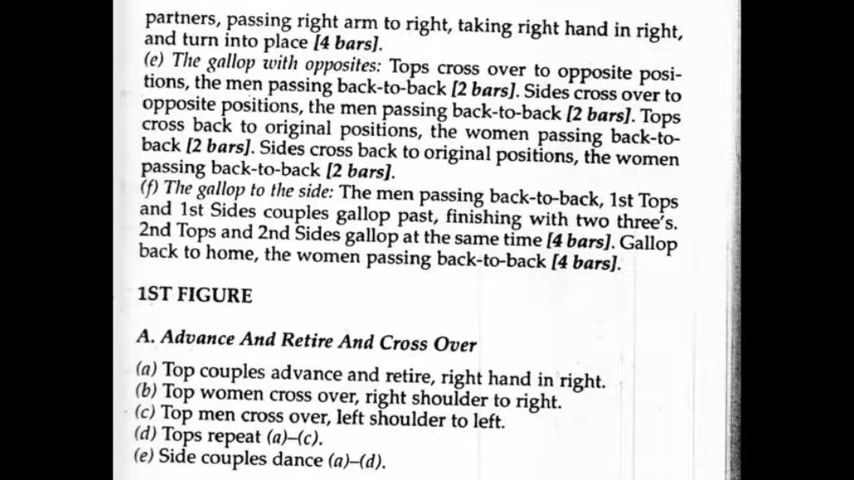 partners, passing right arm to right, taking right hand in right,
and turn into place [4 bars].
(e) The gallop with opposites: Tops cross over to opposite posi-
tions, the men passing back-to-back [2 bars]. Sides cross over to
opposite positions, the men passing back-to-back [2 bars]. Tops
cross back to original positions, the women passing back-to-
back [2 bars]. Sides cross back to original positions, the women
passing back-to-back [2 bars].
(f) The gallop to the side: The men passing back-to-back, 1st Tops
and 1st Sides couples gallop past, finishing with two three's.
2nd Tops and 2nd Sides gallop at the same time [4 bars]. Gallop
back to home, the women passing back-to-back [4 bars].
1ST FIGURE
A. Advance And Retire And Cross Over
(a) Top couples advance and retire, right hand in right.
(b) Top women cross over, right shoulder to right.
(c) Top men cross over, left shoulder to left.
(d) Tops repeat (a)–(c).
(e) Side couples dance (a)–(d).